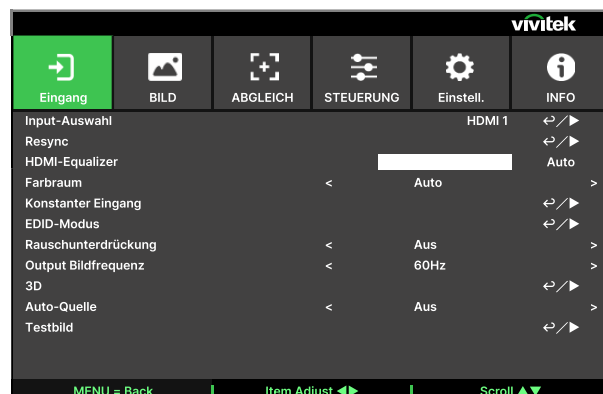 vivitek
Eingang BILD ABGLEICH STEUERUNG Einstell. INFO
Input-Auswahl HDMI 1 ↩/▶
Resync ↩/▶
HDMI-Equalizer Auto
Farbraum < Auto >
Konstanter Eingang ↩/▶
EDID-Modus ↩/▶
Rauschunterdrückung < Aus >
Output Bildfrequenz < 60Hz >
3D ↩/▶
Auto-Quelle < Aus >
Testbild ↩/▶
MENU = Back Item Adjust ◀▶ Scroll ▲▼